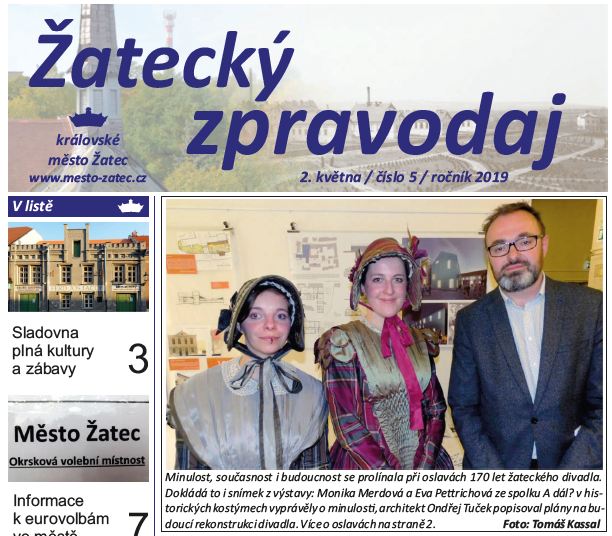 Žatecký
zpravodaj
královské
město Žatec
www.mesto-zatec.cz
2. května / číslo 5 / ročník 2019
V listě
Sladovna
plná kultury
a zábavy
3
Město Žatec
Okrsková volební místnost
Informace
k eurovolbám
ve městě
7
Minulost, současnost i budoucnost se prolínala při oslavách 170 let žateckého divadla.
Dokládá to i snímek z výstavy: Monika Merdová a Eva Pettrichová ze spolku A dál? v his-
torických kostýmech vyprávěly o minulosti, architekt Ondřej Tuček popisoval plány na bu-
doucí rekonstrukci divadla. Více o oslavách na straně 2.
Foto: Tomáš Kassal